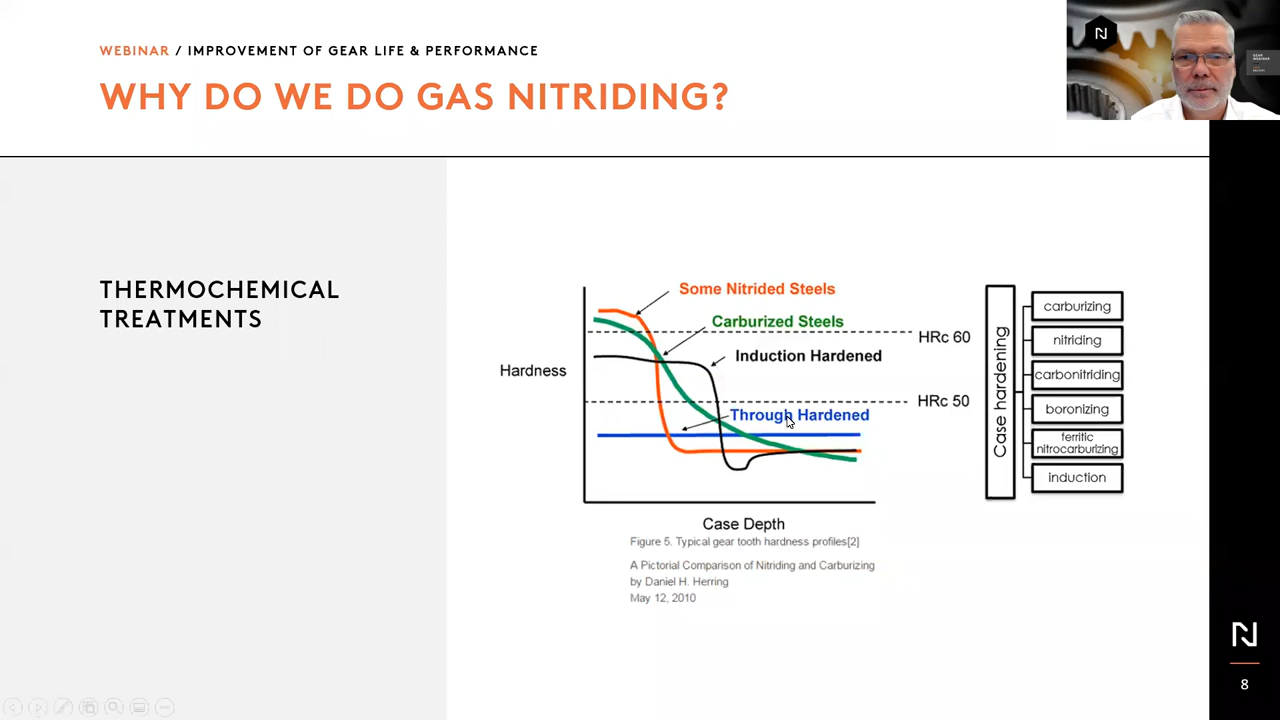 WEBINAR / IMPROVEMENT OF GEAR LIFE & PERFORMANCE
WHY DO WE DO GAS NITRIDING?
THERMOCHEMICAL
TREATMENTS
Some Nitrided Steels
Carburized Steels
HRc 60
Induction Hardened
Hardness
HRc 50
Through Hardened
Case Depth
Figure 5. Typical gear tooth hardness profiles[2]
A Pictorial Comparison of Nitriding and Carburizing
by Daniel H. Herring
May 12, 2010
Case hardening
carburizing
nitriding
carbonitriding
boronizing
ferritic
nitrocarburizing
induction
GEAR
WEBINAR
N
8